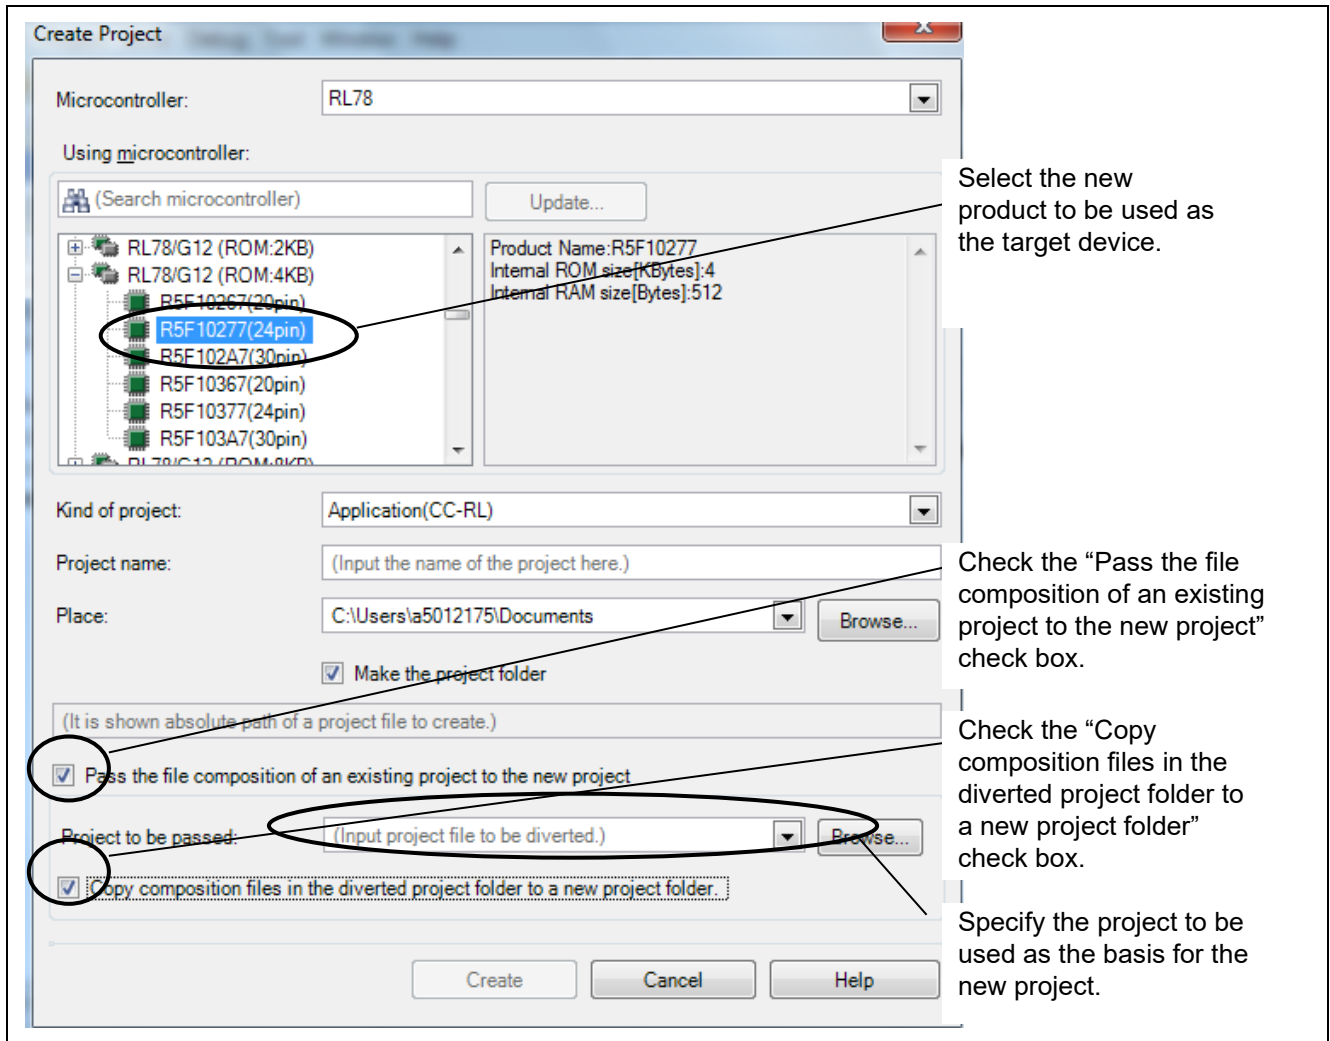 Create Project
Microcontroller:
RL78
Using microcontroller:
(Search microcontroller)
Update...
RL78/G12 (ROM:2KB)
RL78/G12 (ROM:4KB)
R5F10267(20pin)
R5F10277(24pin)
R5F102A7(30pin)
R5F10367(20pin)
R5F10377(24pin)
R5F103A7(30pin)
RL78/G12 (ROM:8KB)
Product Name:R5F10277
Internal ROM size[KBytes]:4
Internal RAM size[Bytes]:512
Select the new
product to be used as
the target device.
Kind of project:
Application(CC-RL)
Project name:
(Input the name of the project here.)
Place:
C:\Users\a5012175\Documents
Browse...
Make the project folder
(It is shown absolute path of a project file to create.)
Check the “Pass the file
composition of an existing
project to the new project”
check box.
Pass the file composition of an existing project to the new project
Project to be passed:
(Input project file to be diverted.)
Browse...
Copy composition files in the diverted project folder to a new project folder.
Check the “Copy
composition files in the
diverted project folder to
a new project folder”
check box.
Specify the project to be
used as the basis for the
new project.
Create
Cancel
Help